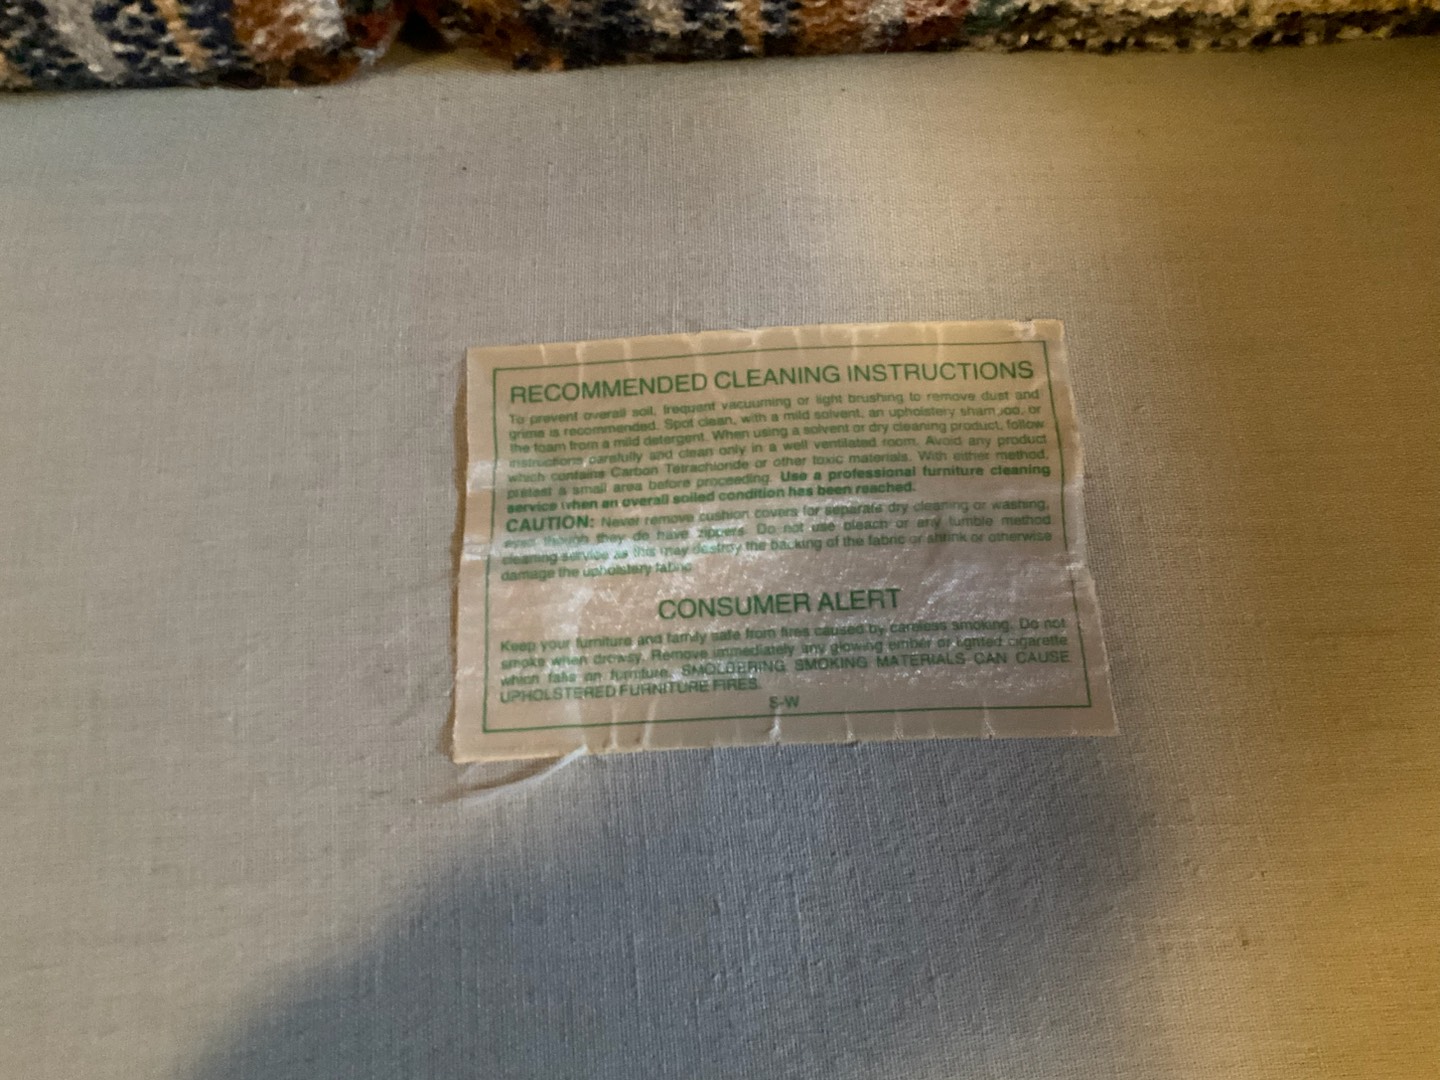 RECOMMENDED CLEANING INSTRUCTIONS
To prevent overall soil, frequent vacuuming or light brushing to remove dust and
grime is recommended. Spot clean, with a mild solvent, an upholstery shampoo, or
the foam from a mild detergent. When using a solvent or dry cleaning product, follow
instructions carefully and clean only in a well ventilated room. Avoid any product
which contains Carbon Tetrachloride or other toxic materials. With either method,
pretest a small area before proceeding. Use a professional furniture cleaning
service when an overall soiled condition has been reached.
CAUTION: Never remove cushion covers for separate dry cleaning or washing,
even though they do have zippers. Do not use bleach or any tumble method
cleaning service as this may destroy the backing of the fabric or shrink or otherwise
damage the upholstery fabric.
CONSUMER ALERT
Keep your furniture and family safe from fires caused by careless smoking. Do not
smoke when drowsy. Remove immediately any glowing ember or lighted cigarette
which falls on furniture. SMOLDERING SMOKING MATERIALS CAN CAUSE
UPHOLSTERED FURNITURE FIRES.
S-W